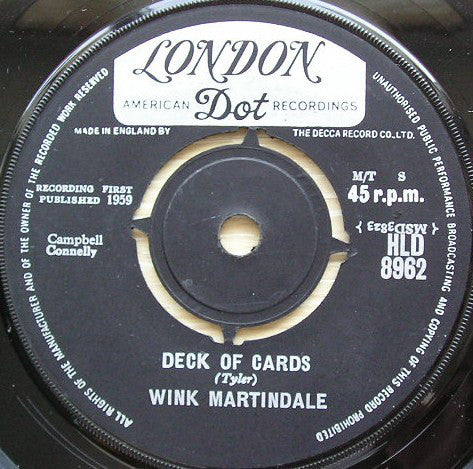 LONDON
AMERICAN Dot RECORDINGS
MADE IN ENGLAND BY THE DECCA RECORD CO., LTD.
RECORDING FIRST
PUBLISHED 1959
Campbell
Connelly
M/T S
45 r.p.m.
HLD
8962
DECK OF CARDS
(Tyler)
WINK MARTINDALE
ALL RIGHTS OF THE MANUFACTURER AND OF THE OWNER OF THE RECORDED WORK RESERVED
UNAUTHORISED PUBLIC PERFORMANCE BROADCASTING AND COPYING OF THIS RECORD PROHIBITED